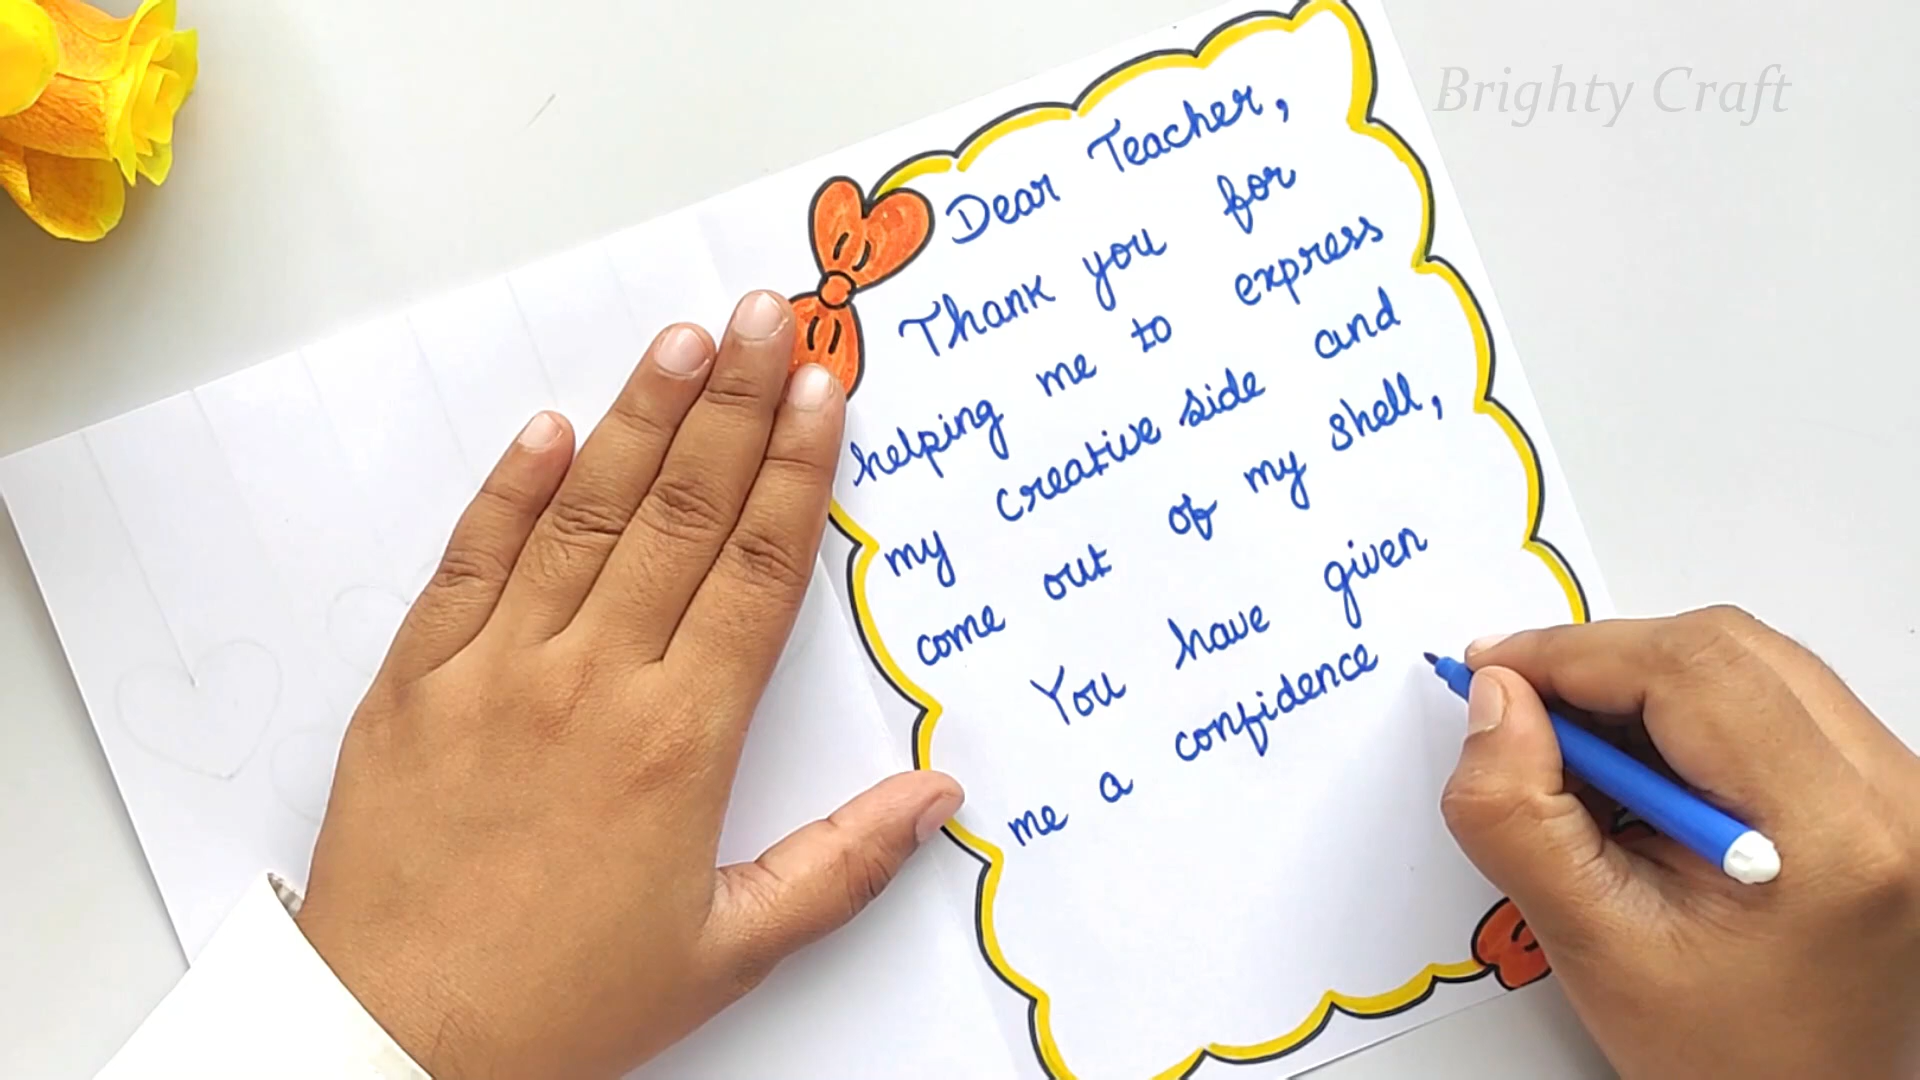 Brighty Craft
Dear Teacher,
Thank you for
helping me to express
my creative side and
come out of my shell,
You have given
me a confidence